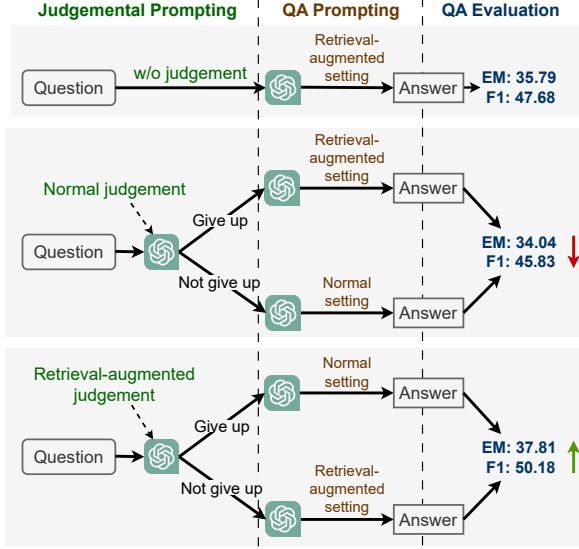 Judgemental Prompting
QA Prompting
QA Evaluation
Question
w/o judgement
Retrieval-
augmented
setting
Answer
EM: 35.79
F1: 47.68
Normal judgement
Question
Give up
Not give up
Retrieval-
augmented
setting
Answer
Normal
setting
Answer
EM: 34.04
F1: 45.83
Retrieval-augmented
judgement
Question
Give up
Not give up
Normal
setting
Answer
Retrieval-
augmented
setting
Answer
EM: 37.81
F1: 50.18